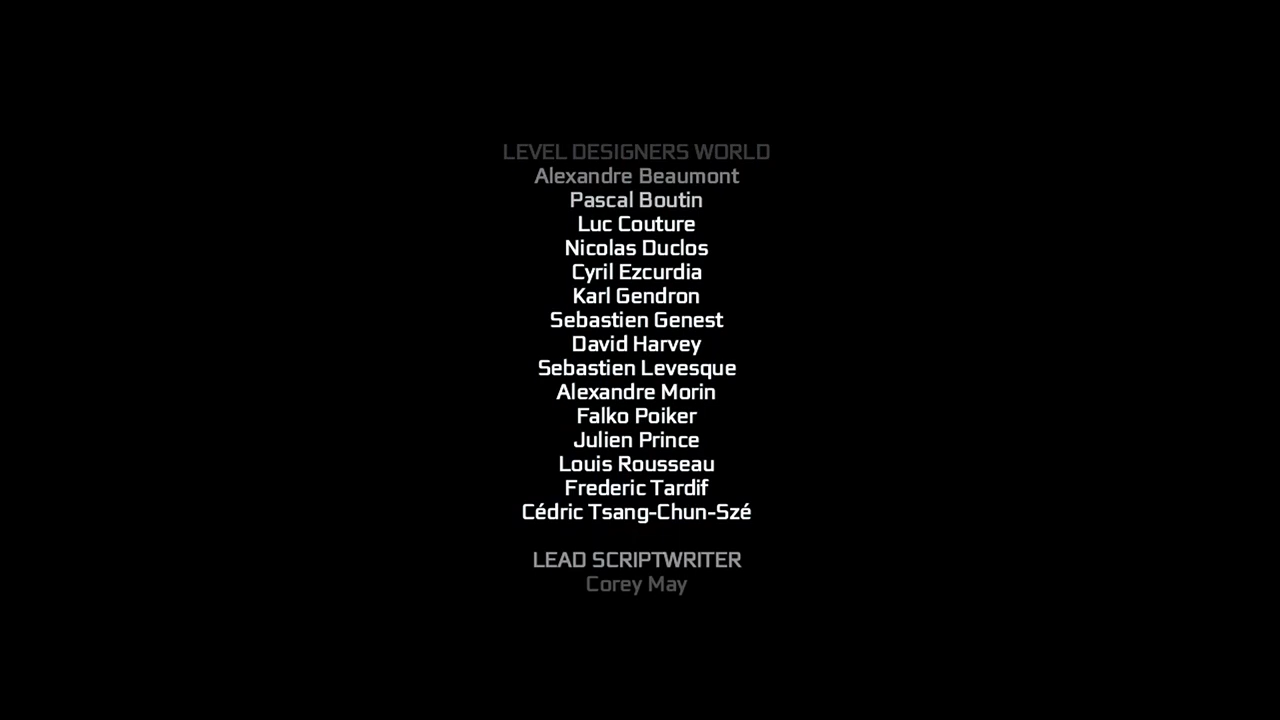 LEVEL DESIGNERS WORLD
Alexandre Beaumont
Pascal Boutin
Luc Couture
Nicolas Duclos
Cyril Ezcurdia
Karl Gendron
Sebastien Genest
David Harvey
Sebastien Levesque
Alexandre Morin
Falko Poiker
Julien Prince
Louis Rousseau
Frederic Tardif
Cédric Tsang-Chun-Szé
LEAD SCRIPTWRITER
Corey May